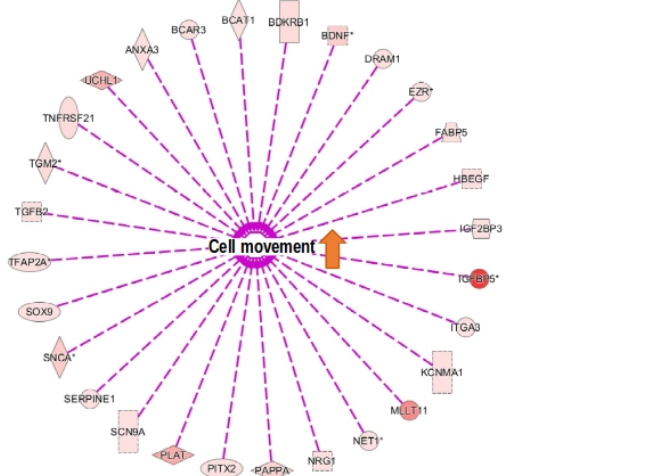 BCAT1
BDKRB1
BCAR3
BDNF*
ANXA3
DRAM1
UCHL1
EZR*
TNFRSF21
FABP5
TGM2*
HBEGF
TGFB2
IGF2BP3
Cell movement
TFAP2A*
IGFBP5*
SOX9
ITGA3
SNCA*
KCNMA1
SERPINE1
MLLT11
SCN9A
NET1*
PLAT
NRG1
PITX2
PAPPA